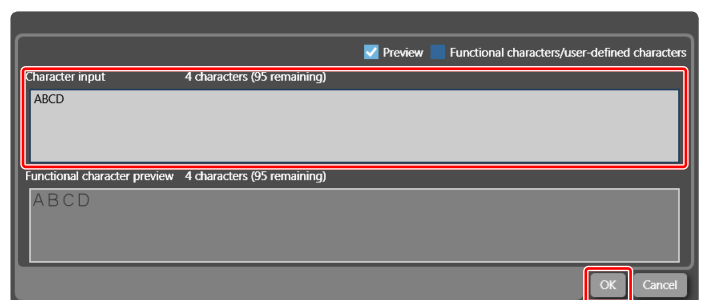 Preview Functional characters/user-defined characters
Character input 4 characters (95 remaining)
ABCD
Functional character preview 4 characters (95 remaining)
ABCD
OK Cancel